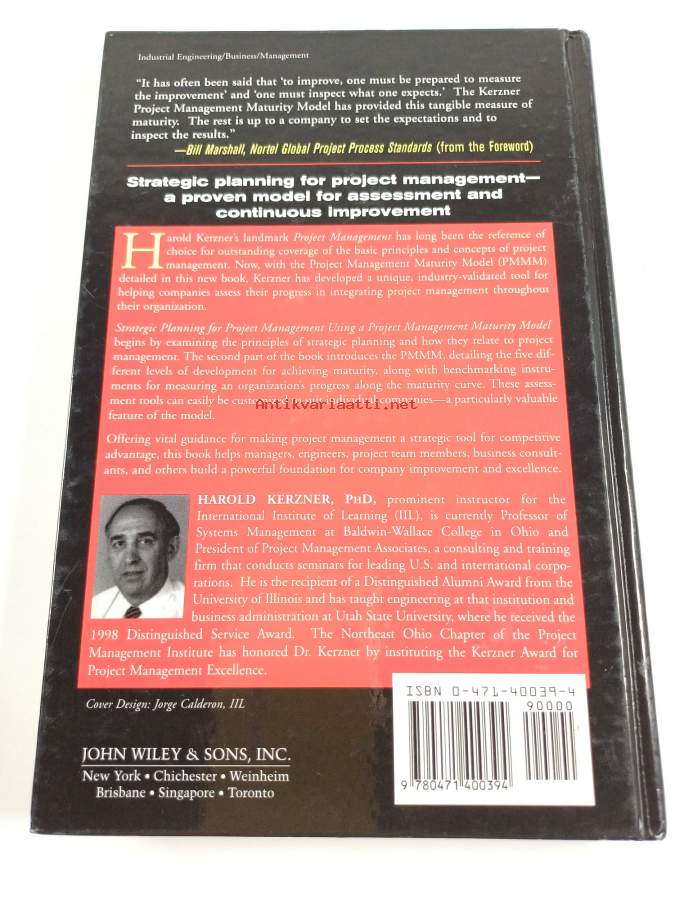 Industrial Engineering/Business/Management
“It has often been said that ‘to improve, one must be prepared to measure
the improvement’ and ‘one must inspect what one expects.’ The Kerzner
Project Management Maturity Model has provided this tangible measure of
maturity. The rest is up to a company to set the expectations and to
inspect the results.”
—Bill Marshall, Nortel Global Project Process Standards (from the Foreword)
Strategic planning for project management—
a proven model for assessment and
continuous improvement
Harold Kerzner’s landmark Project Management has long been the reference of
choice for outstanding coverage of the basic principles and concepts of project
management. Now, with the Project Management Maturity Model (PMMM)
detailed in this new book, Kerzner has developed a unique, industry-validated tool for
helping companies assess their progress in integrating project management throughout
their organization.
Strategic Planning for Project Management Using a Project Management Maturity Model
begins by examining the principles of strategic planning and how they relate to project
management. The second part of the book introduces the PMMM, detailing the five dif-
ferent levels of development for achieving maturity, along with benchmarking instru-
ments for measuring an organization’s progress along the maturity curve. These assess-
ment tools can easily be customized to suit individual companies—a particularly valuable
Antikvariaatti.net
feature of the model.
Offering vital guidance for making project management a strategic tool for competitive
advantage, this book helps managers, engineers, project team members, business consult-
ants, and others build a powerful foundation for company improvement and excellence.
HAROLD KERZNER, PHD, prominent instructor for the
International Institute of Learning (IIL), is currently Professor of
Systems Management at Baldwin-Wallace College in Ohio and
President of Project Management Associates, a consulting and training
firm that conducts seminars for leading U.S. and international corpo-
rations. He is the recipient of a Distinguished Alumni Award from the
University of Illinois and has taught engineering at that institution and
business administration at Utah State University, where he received the
1998 Distinguished Service Award. The Northeast Ohio Chapter of the Project
Management Institute has honored Dr. Kerzner by instituting the Kerzner Award for
Project Management Excellence.
Cover Design: Jorge Calderon, IIL
JOHN WILEY & SONS, INC.
New York • Chichester • Weinheim
Brisbane • Singapore • Toronto
ISBN 0-471-40039-4
90000
9 780471 400394